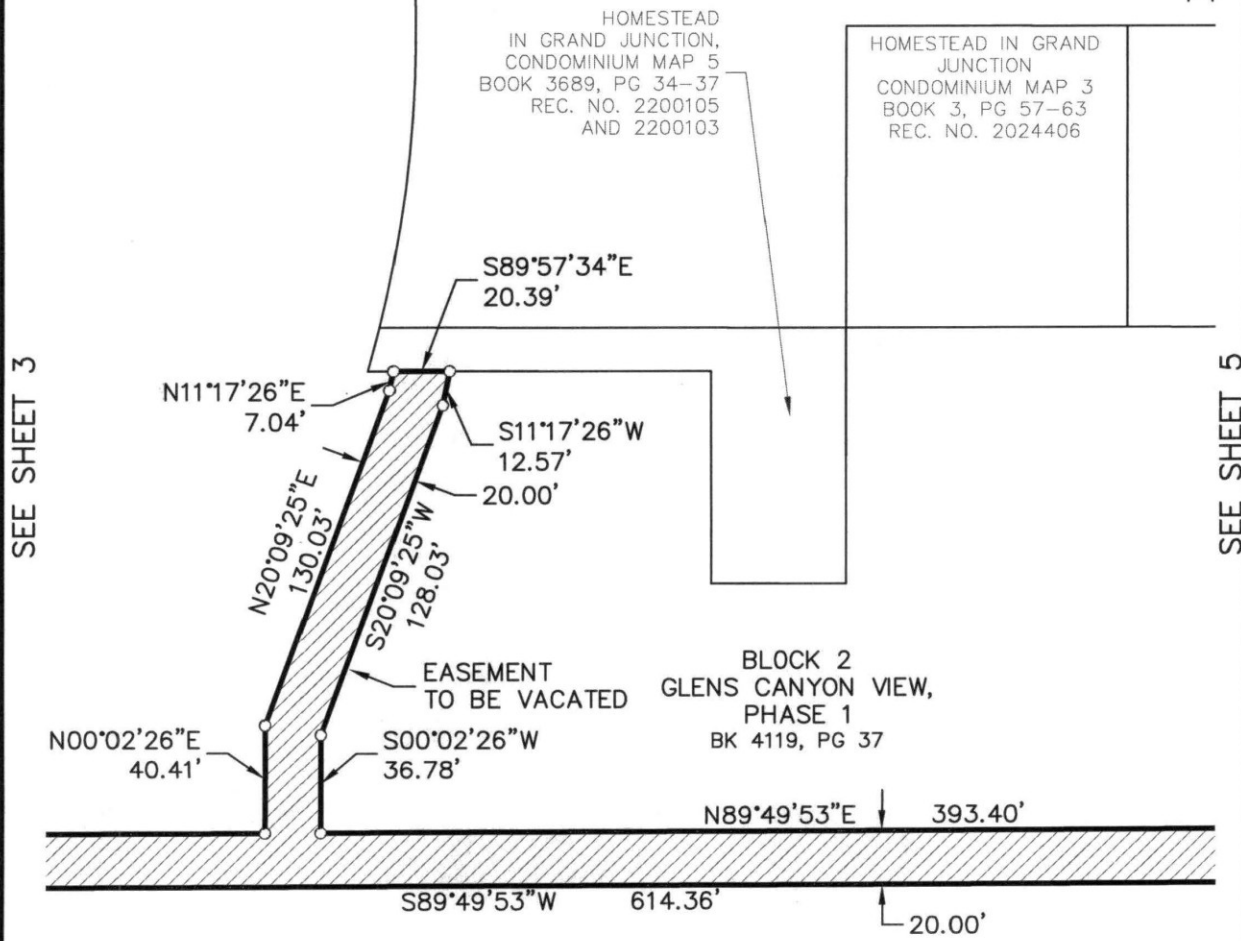 HOMESTEAD
IN GRAND JUNCTION,
CONDOMINIUM MAP 5
BOOK 3689, PG 34-37
REC. NO. 2200105
AND 2200103
HOMESTEAD IN GRAND
JUNCTION
CONDOMINIUM MAP 3
BOOK 3, PG 57-63
REC. NO. 2024406
S89°57'34"E
20.39'
SEE SHEET 3
N11°17'26"E
7.04'
S11°17'26"W
12.57'
20.00'
SEE SHEET 5
N20°09'25"E
130.03'
S20°09'25"W
128.03'
EASEMENT
TO BE VACATED
BLOCK 2
GLENS CANYON VIEW,
PHASE 1
BK 4119, PG 37
N00°02'26"E
40.41'
S00°02'26"W
36.78'
N89°49'53"E 393.40'
S89°49'53"W 614.36'
20.00'